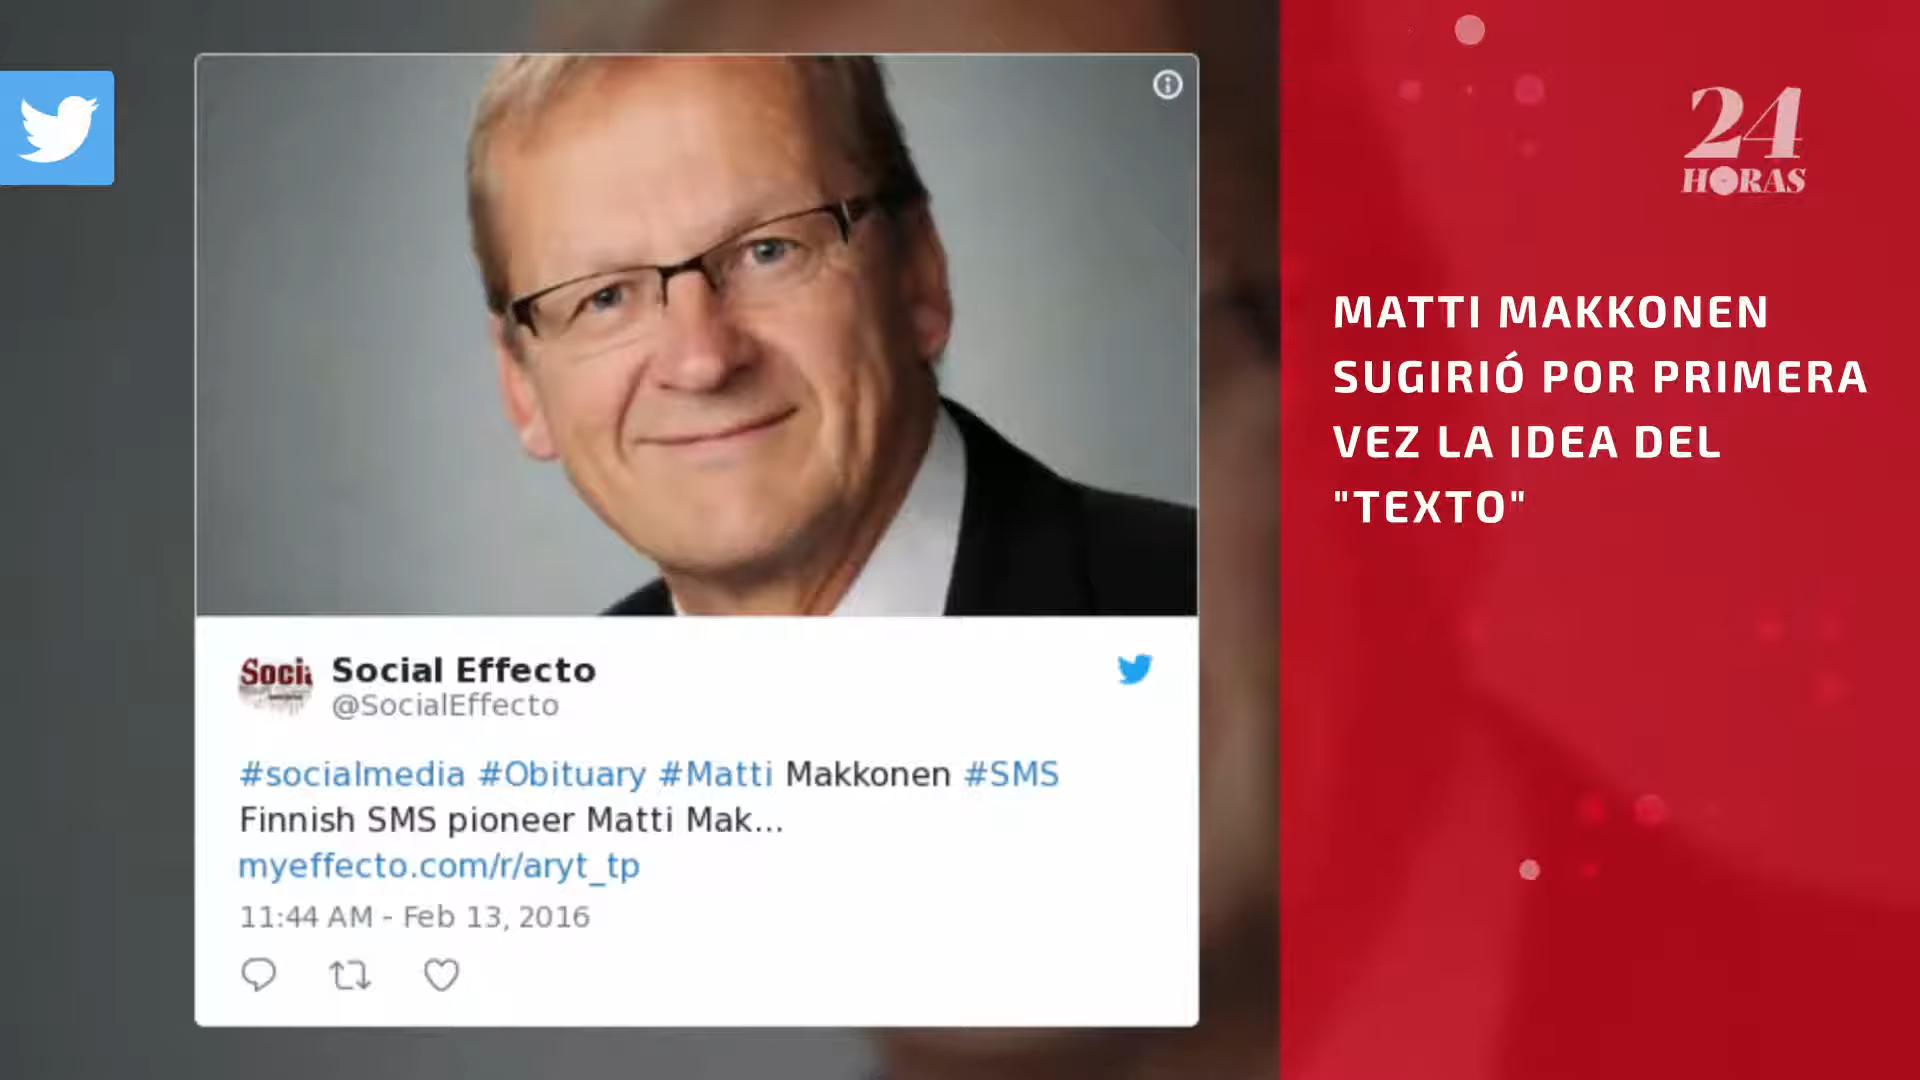 24
HORAS
MATTI MAKKONEN
SUGIRIÓ POR PRIMERA
VEZ LA IDEA DEL
"TEXTO"
Soci
Social Effecto
@SocialEffecto
#socialmedia #Obituary #Matti Makkonen #SMS
Finnish SMS pioneer Matti Mak...
myeffecto.com/r/aryt_tp
11:44 AM - Feb 13, 2016